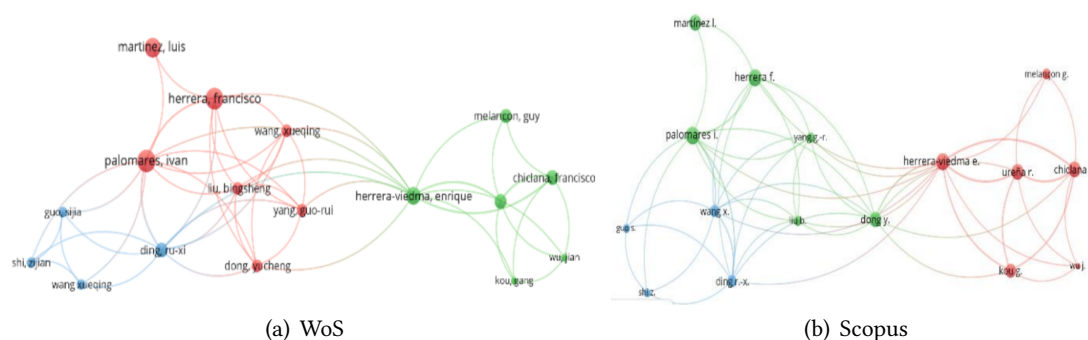 martinez, luis
herrera, francisco
wang, xueqing
palomares, ivan
liu, bingsheng
yang, guo-rui
guo, sijia
ding, ru-xi
shi, zijian
wang xueqing
dong, yucheng
melancon, guy
chiclana, francisco
herrera-viedma, enrique
wu, jian
kou, gang
(a) WoS
martinez l.
herrera f.
palomares i.
yang g.-r.
wang x.
liu b.
dong y.
guo s.
shi z.
ding r.-x.
melancon g.
herrera-viedma e.
ureña r.
chiclana
kou g.
wu j.
(b) Scopus